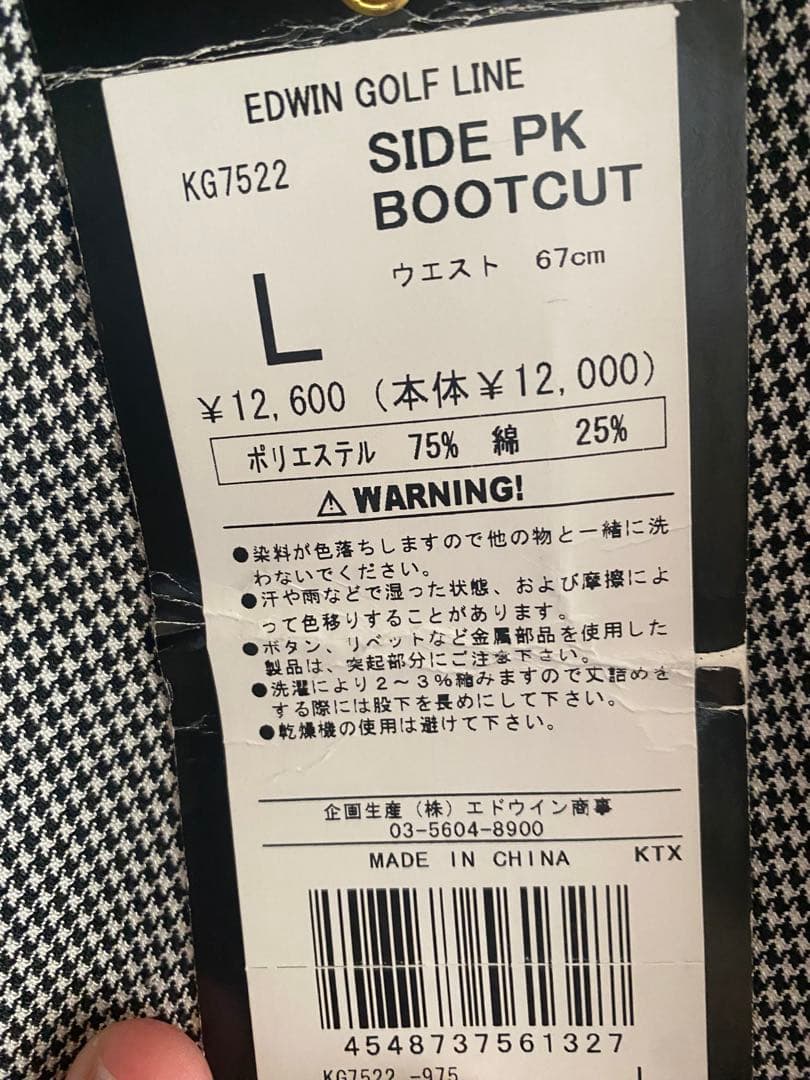 EDWIN GOLF LINE
KG7522
SIDE PK
BOOTCUT
ウエスト 67cm
L
¥12,600 (本体¥12,000)
ポリエステル 75% 綿 25%
⚠WARNING!
●染料が色落ちしますので他の物と一緒に洗
わないでください。
●汗や雨などで湿った状態、および摩擦によ
って色移りすることがあります。
●ボタン、リベットなど金属部品を使用した
製品は、突起部分にご注意下さい。
●洗濯により2～3%縮みますので丈詰めを
する際には股下を長めにして下さい。
●乾燥機の使用は避けて下さい。
企画生産（株）エドウイン商事
03-5604-8900
MADE IN CHINA KTX
4548737561327
KG7522 -975 L